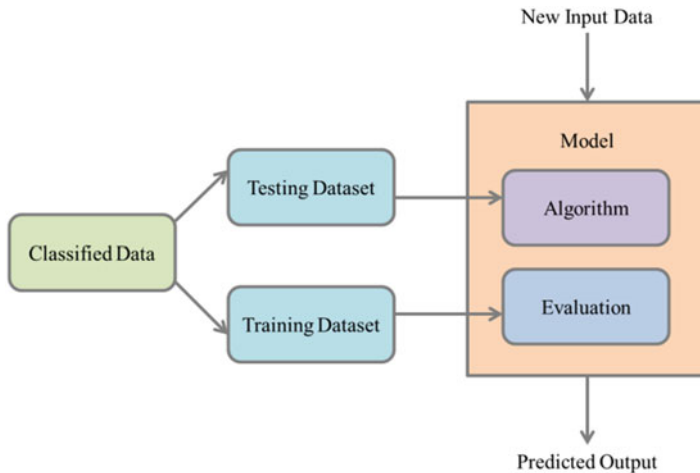 New Input Data
Model
Testing Dataset
Algorithm
Classified Data
Training Dataset
Evaluation
Predicted Output